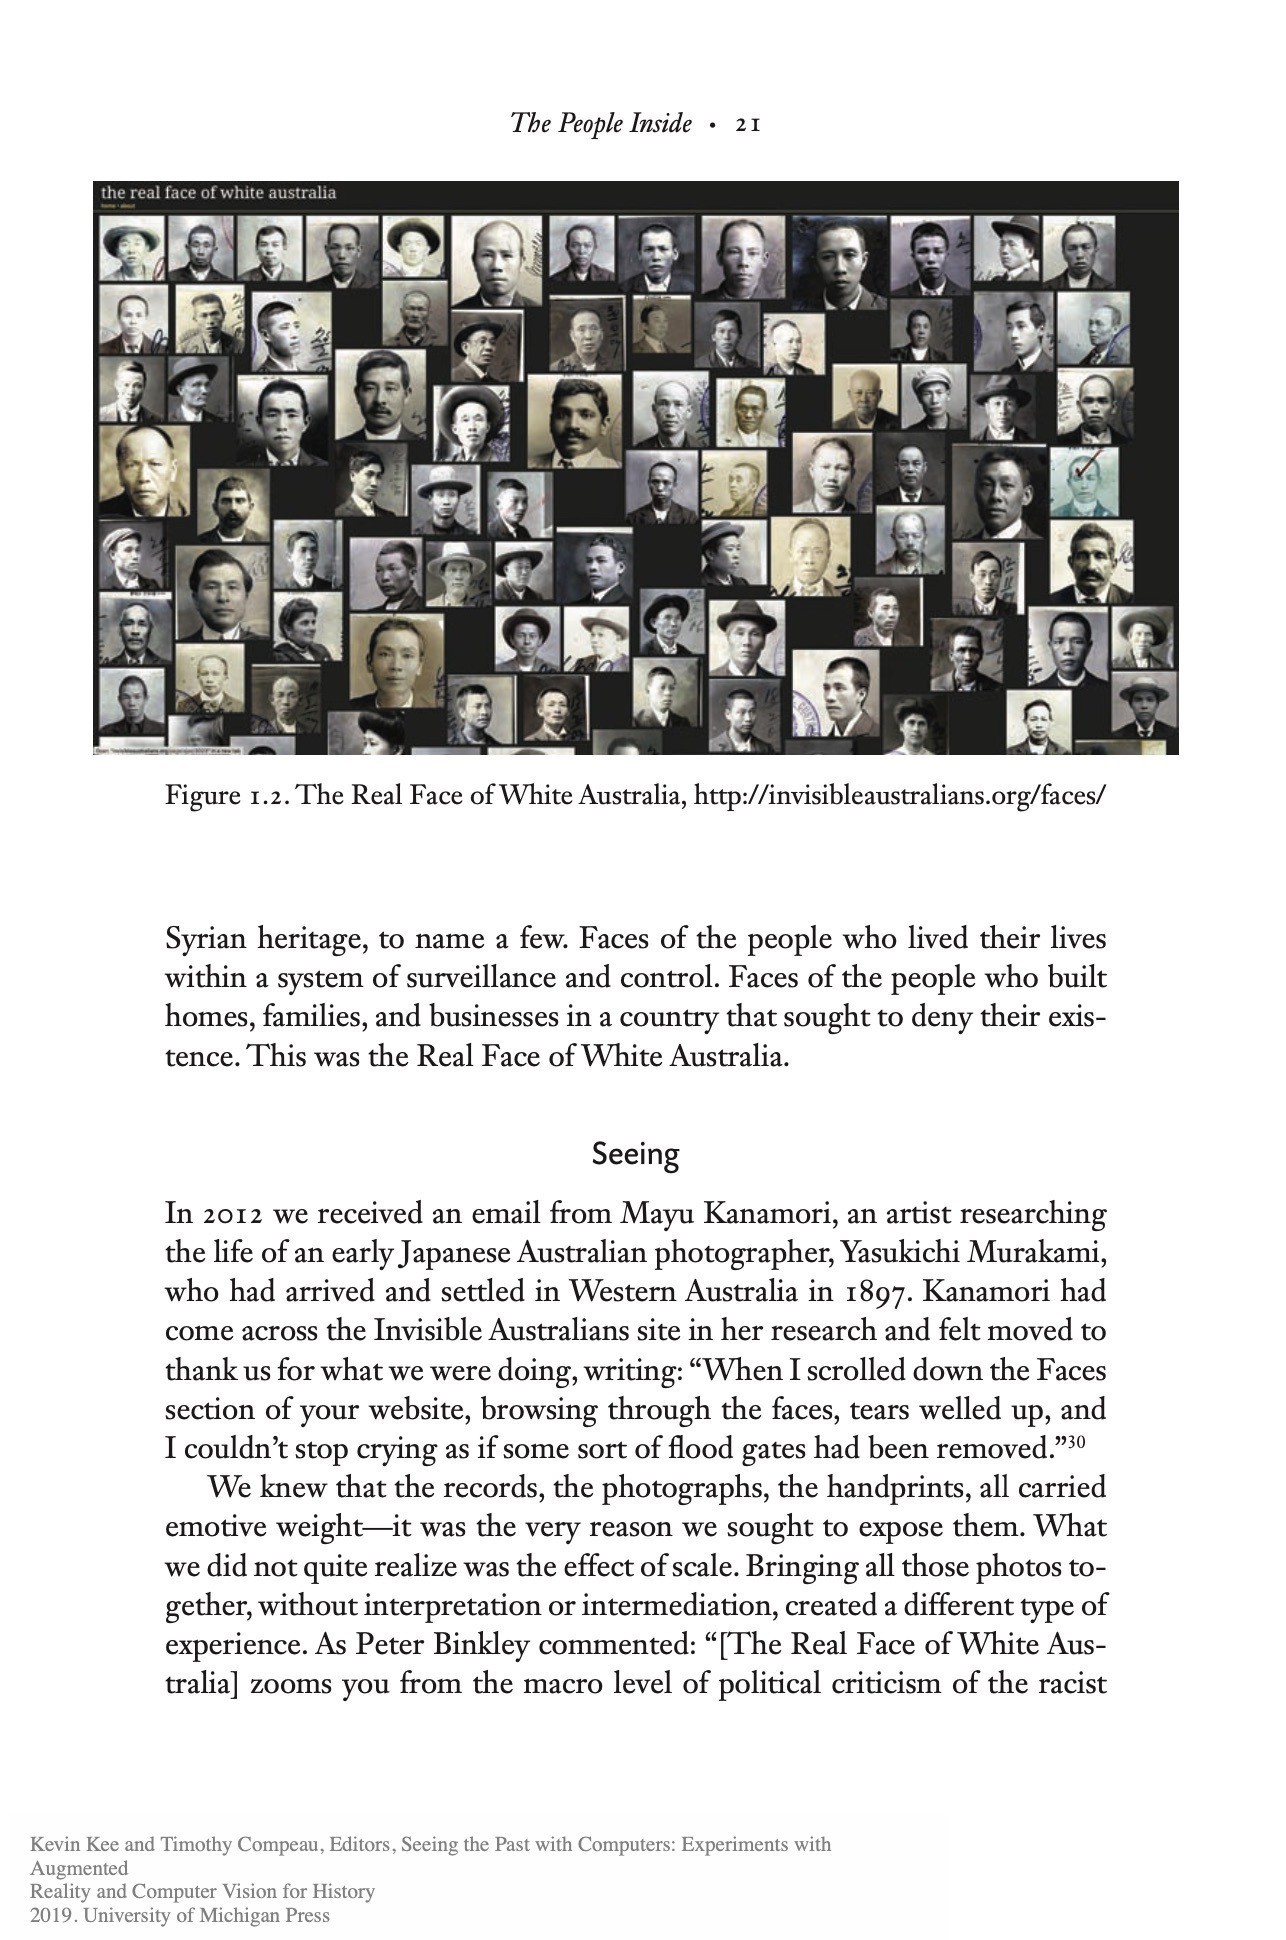 The People Inside • 21
the real face of white australia
home • about
Figure 1.2. The Real Face of White Australia, http://invisibleaustralians.org/faces/
Syrian heritage, to name a few. Faces of the people who lived their lives
within a system of surveillance and control. Faces of the people who built
homes, families, and businesses in a country that sought to deny their exis-
tence. This was the Real Face of White Australia.
Seeing
In 2012 we received an email from Mayu Kanamori, an artist researching
the life of an early Japanese Australian photographer, Yasukichi Murakami,
who had arrived and settled in Western Australia in 1897. Kanamori had
come across the Invisible Australians site in her research and felt moved to
thank us for what we were doing, writing: “When I scrolled down the Faces
section of your website, browsing through the faces, tears welled up, and
I couldn’t stop crying as if some sort of flood gates had been removed.”30
We knew that the records, the photographs, the handprints, all carried
emotive weight—it was the very reason we sought to expose them. What
we did not quite realize was the effect of scale. Bringing all those photos to-
gether, without interpretation or intermediation, created a different type of
experience. As Peter Binkley commented: “[The Real Face of White Aus-
tralia] zooms you from the macro level of political criticism of the racist
Kevin Kee and Timothy Compeau, Editors, Seeing the Past with Computers: Experiments with
Augmented
Reality and Computer Vision for History
2019. University of Michigan Press